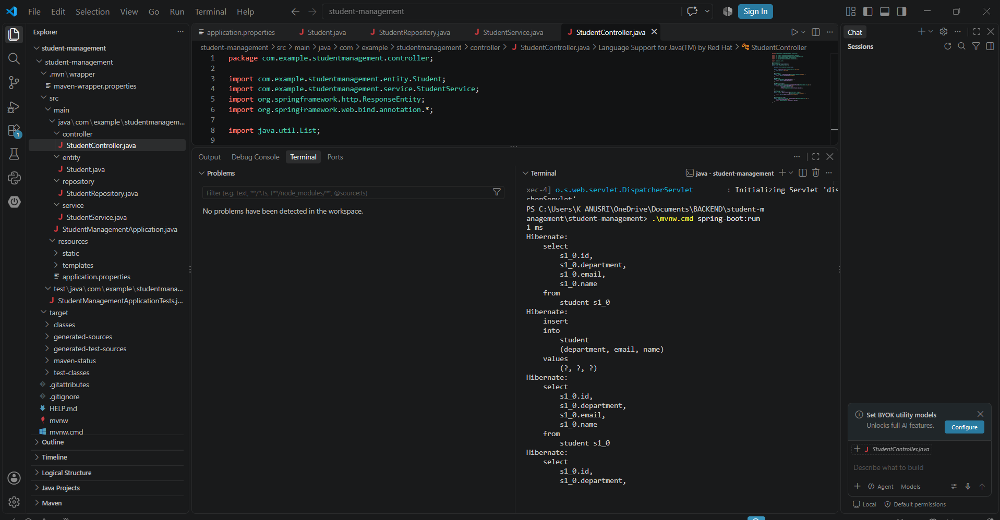 File Edit Selection View Go Run Terminal Help
student-management
Sign In
Explorer
student-management
student-management
.mvn\wrapper
maven-wrapper.properties
src
main
java\com\example\studentmanagem...
controller
StudentController.java
entity
Student.java
repository
StudentRepository.java
service
StudentService.java
StudentManagementApplication.java
resources
static
templates
application.properties
test\java\com\example\studentmana...
StudentManagementApplicationTests.j...
target
classes
generated-sources
generated-test-sources
maven-status
test-classes
.gitattributes
.gitignore
HELP.md
mvnw
mvnw.cmd
Outline
Timeline
Logical Structure
Java Projects
Maven
1
application.properties Student.java StudentRepository.java StudentService.java StudentController.java
student-management > src > main > java > com > example > studentmanagement > controller > StudentController.java > Language Support for Java(TM) by Red Hat > StudentController
1 package com.example.studentmanagement.controller;
2
3 import com.example.studentmanagement.entity.Student;
4 import com.example.studentmanagement.service.StudentService;
5 import org.springframework.http.ResponseEntity;
6 import org.springframework.web.bind.annotation.*;
7
8 import java.util.List;
9
Output Debug Console Terminal Ports
Problems
Filter (e.g. text, **/*.ts, !**/node_modules/**, @source:ts)
No problems have been detected in the workspace.
Terminal
java - student-management
xec-4] o.s.web.servlet.DispatcherServlet : Initializing Servlet 'dis
cherServlet'
PS C:\Users\K ANUSRI\OneDrive\Documents\BACKEND\student-m
anagement\student-management> .\mvnw.cmd spring-boot:run
1 ms
Hibernate:
select
s1_0.id,
s1_0.department,
s1_0.email,
s1_0.name
from
student s1_0
Hibernate:
insert
into
student
(department, email, name)
values
(?, ?, ?)
Hibernate:
select
s1_0.id,
s1_0.department,
s1_0.email,
s1_0.name
from
student s1_0
Hibernate:
select
s1_0.id,
s1_0.department,
Chat
Sessions
Set BYOK utility models
Unlocks full AI features.
Configure
StudentController.java
Describe what to build
Agent Models
Local Default permissions